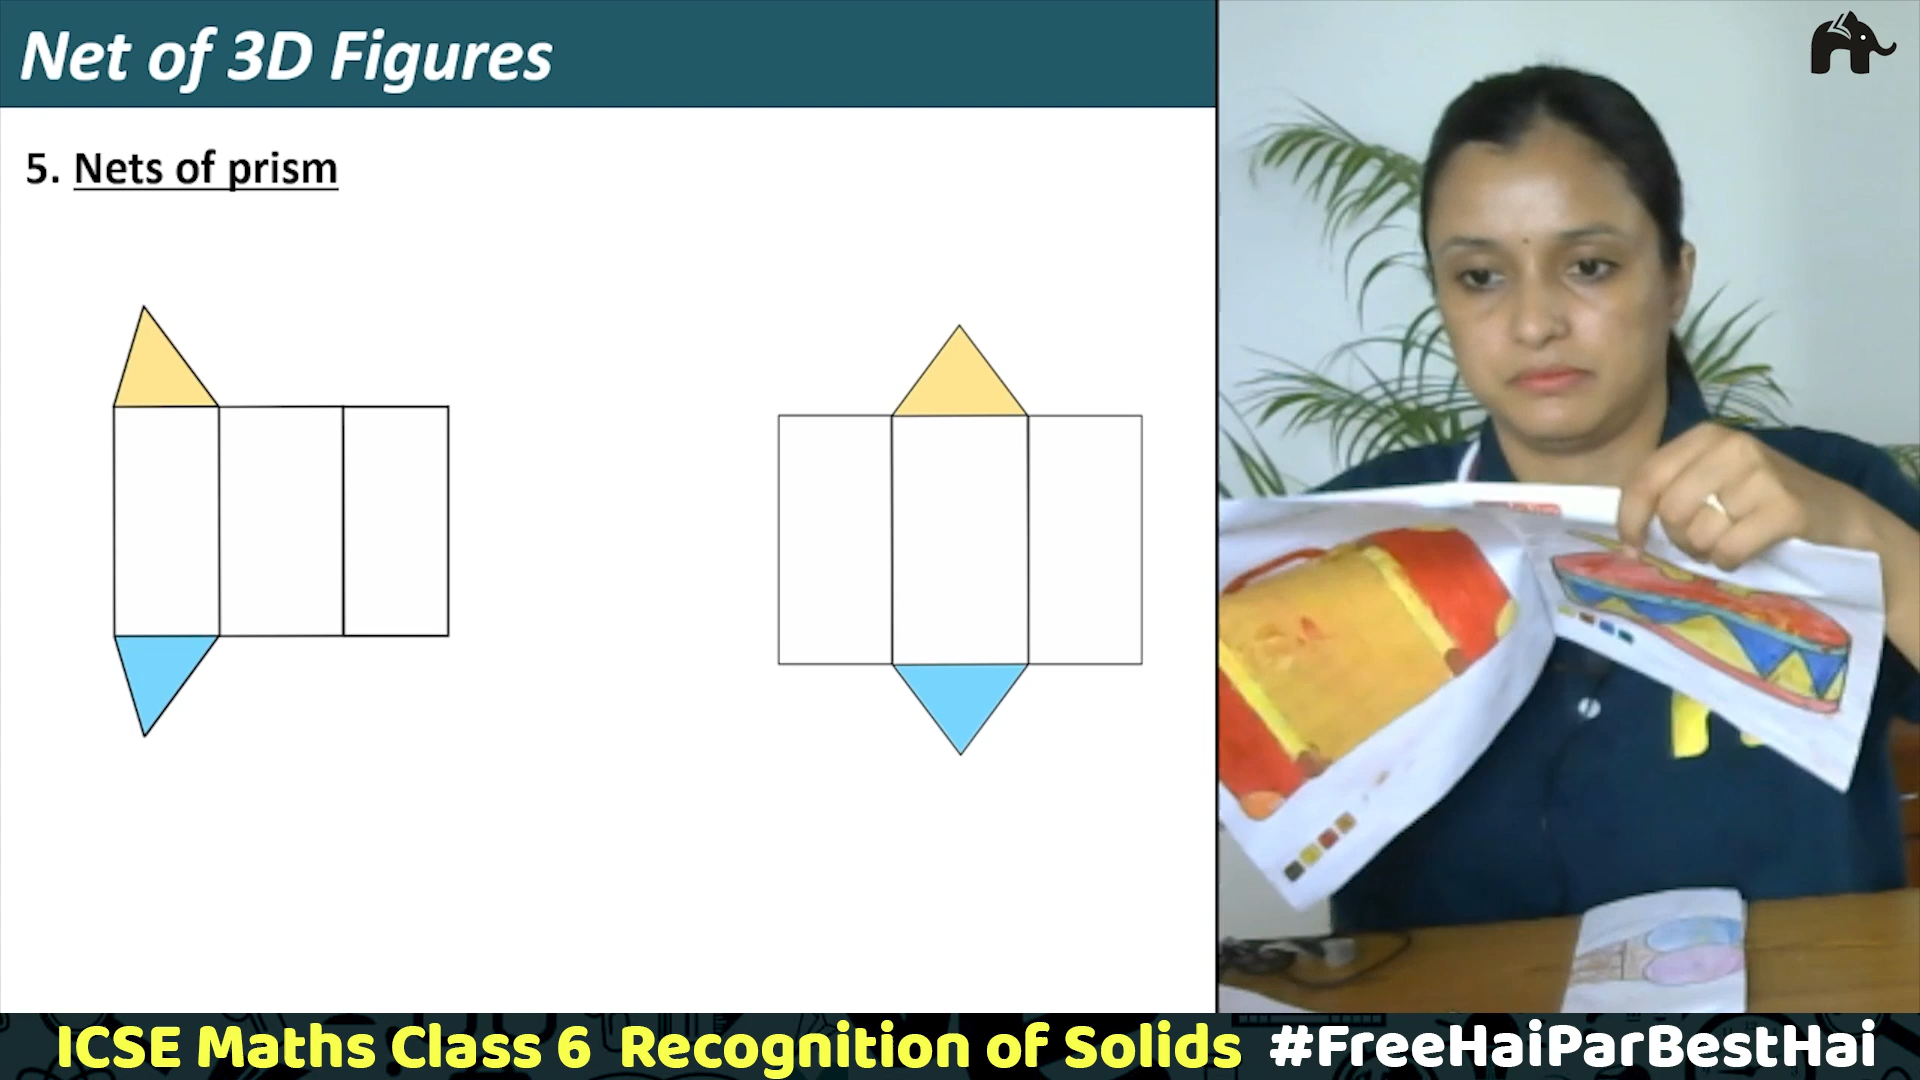 Net of 3D Figures
5. Nets of prism
ICSE Maths Class 6 Recognition of Solids #FreeHaiParBestHai